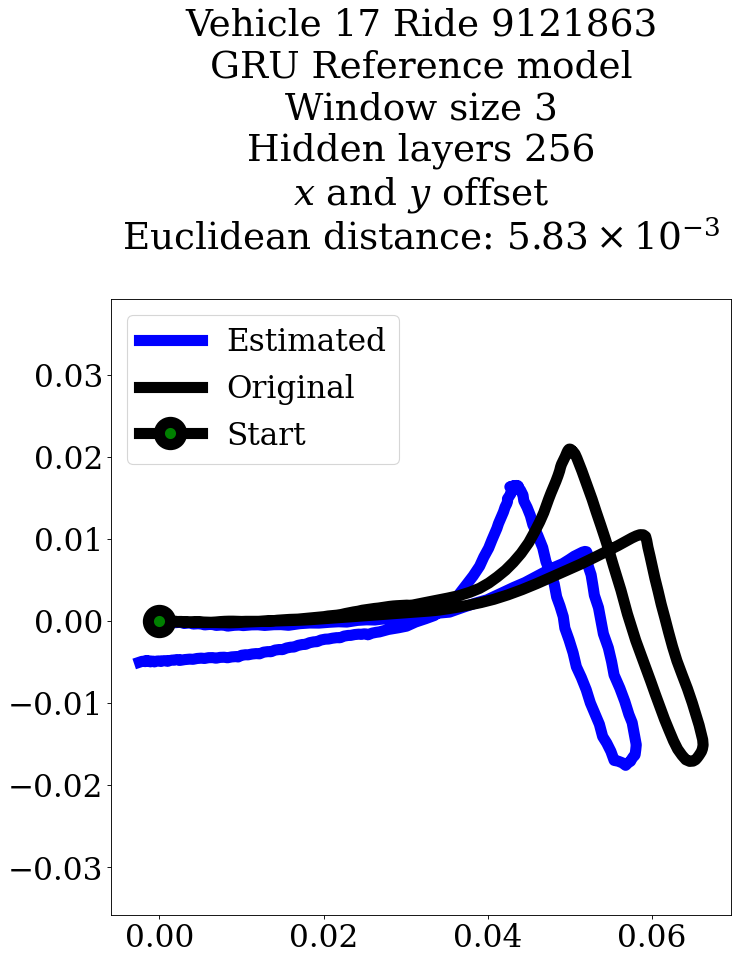 Vehicle 17 Ride 9121863
GRU Reference model
Window size 3
Hidden layers 256
x and y offset
Euclidean distance: 5.83 × 10⁻³
Estimated
Original
Start
0.03
0.02
0.01
0.00
−0.01
−0.02
−0.03
0.00 0.02 0.04 0.06